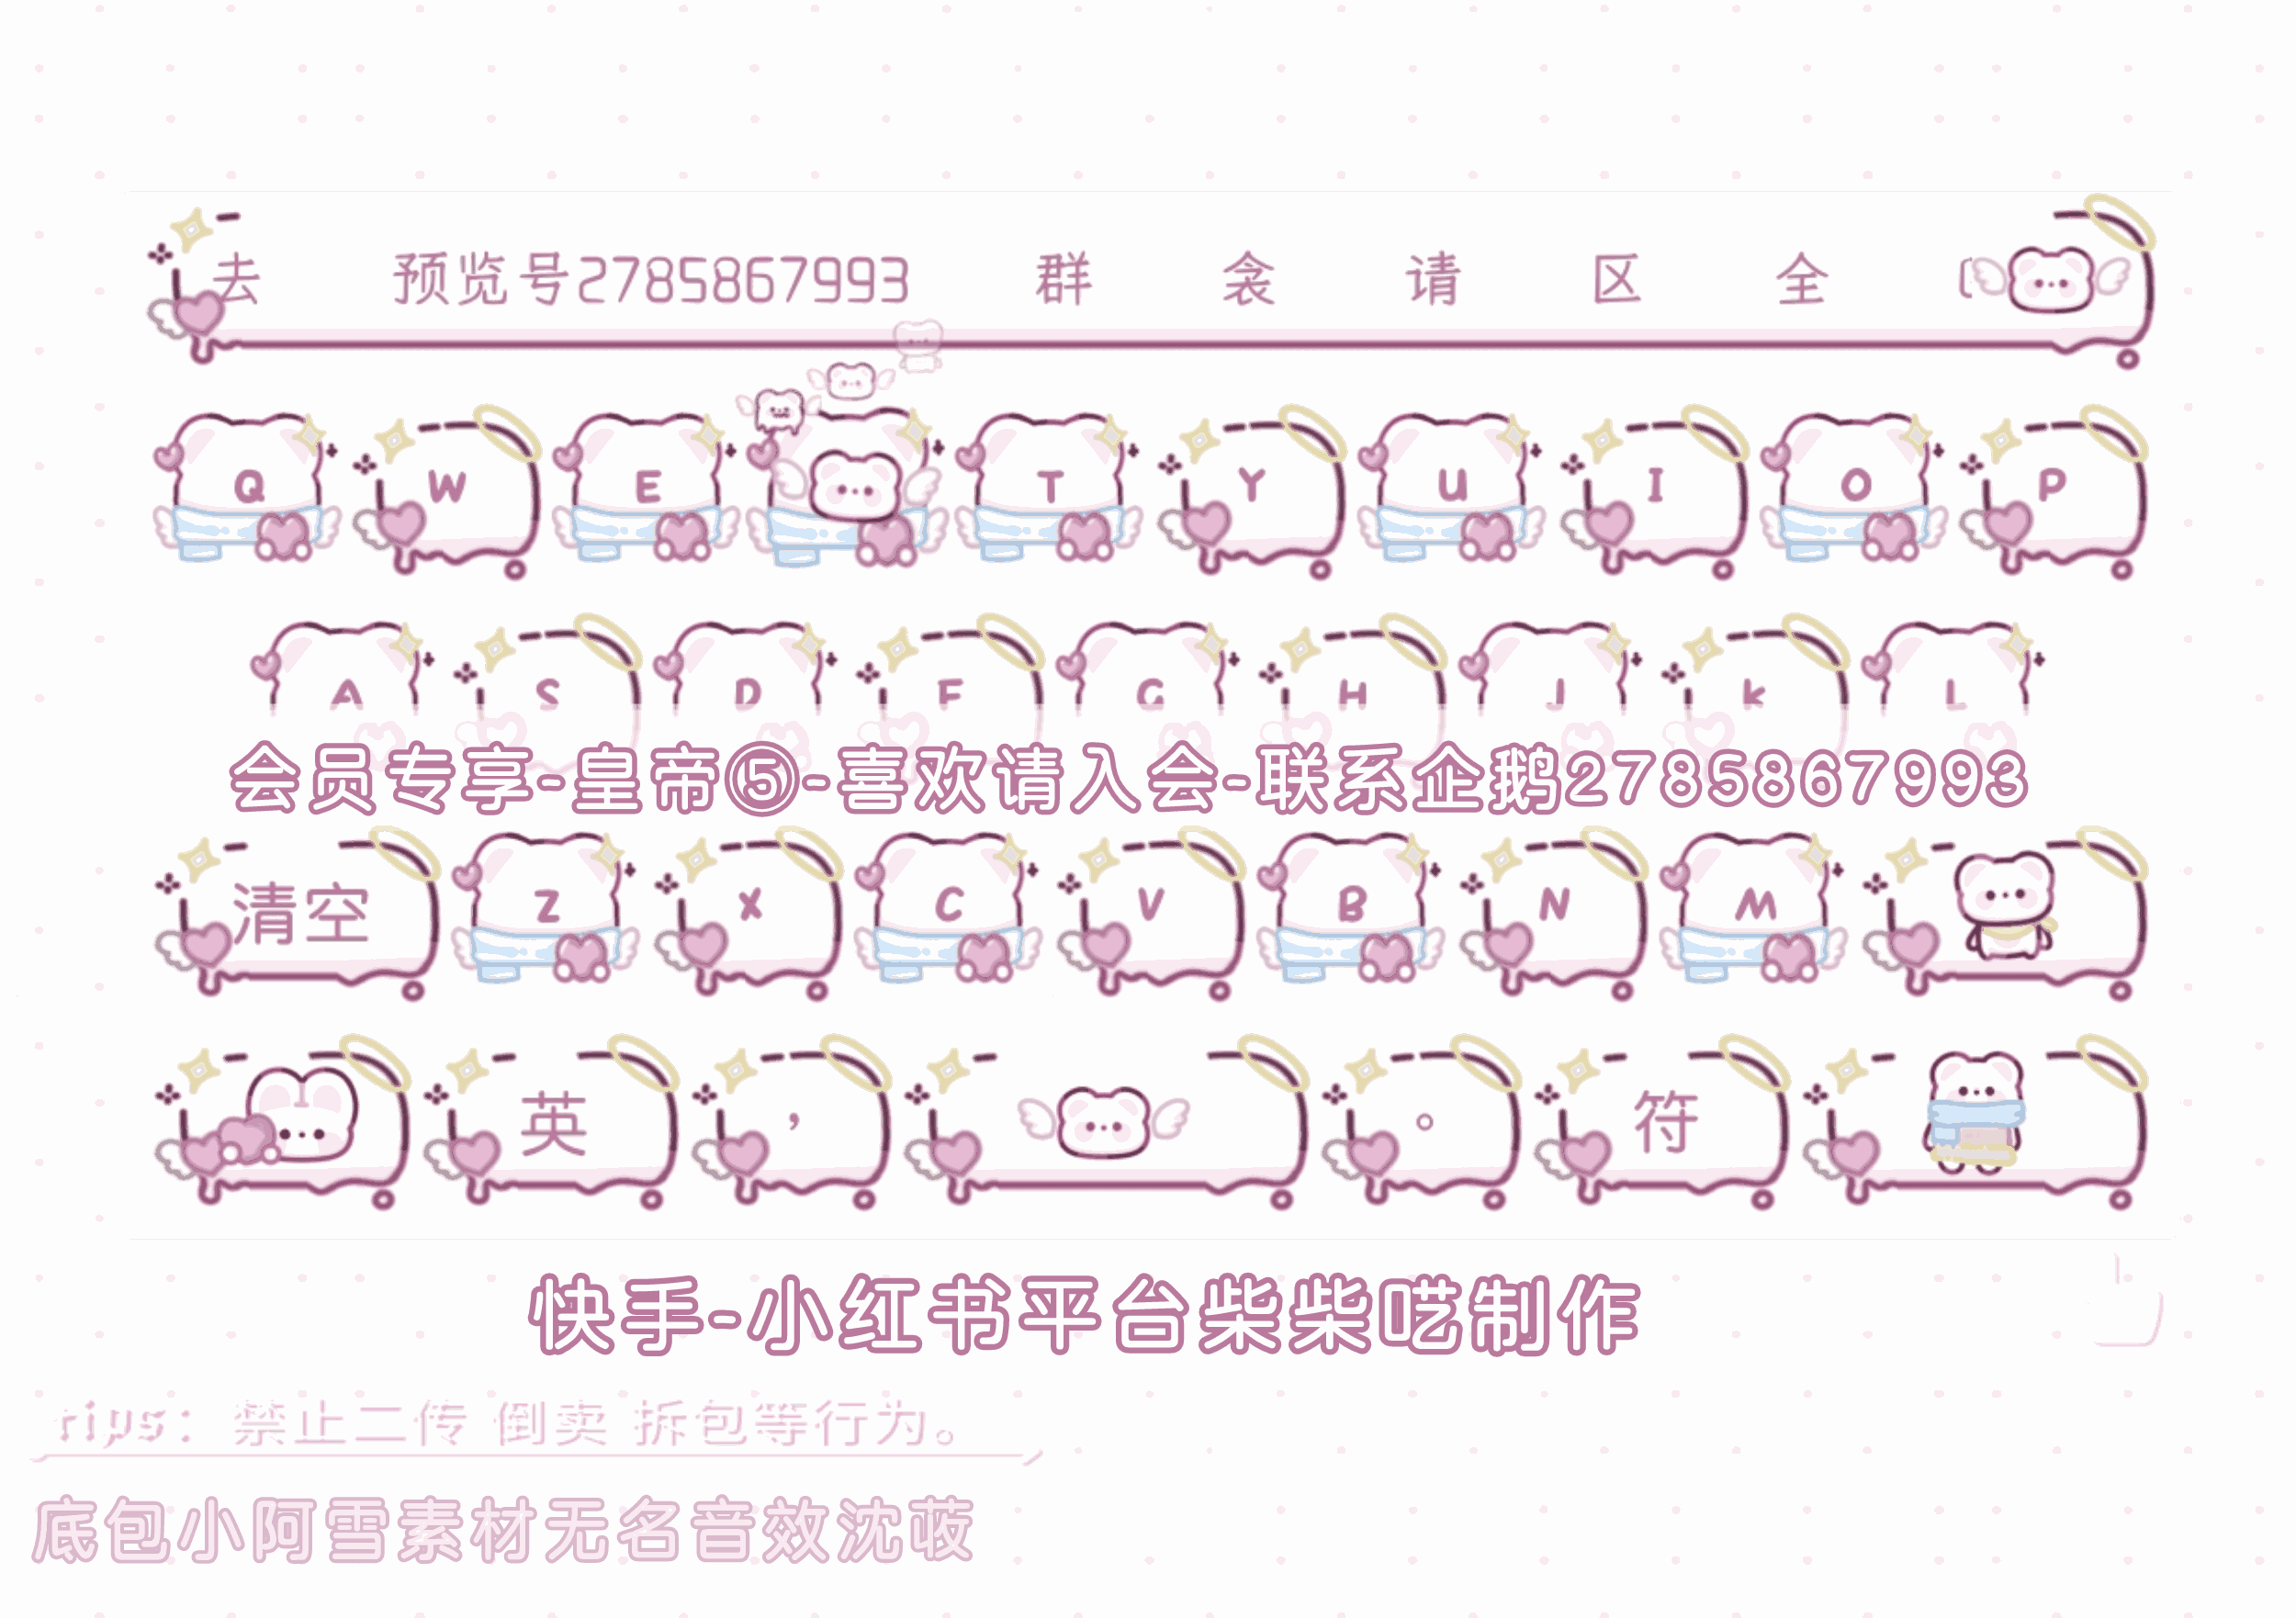 去 预览号2785867993 群 衾 请 区 全
Q W E T Y U I O P
A S D F G H J k L
会员专享-皇帝⑤-喜欢请入会-联系企鹅2785867993
清空 Z X C V B N M
英 ， 。 符
快手-小红书平台柴柴吃制作
rips：禁止二传 倒卖 拆包等行为。
底包小阿雪素材无名音效沈